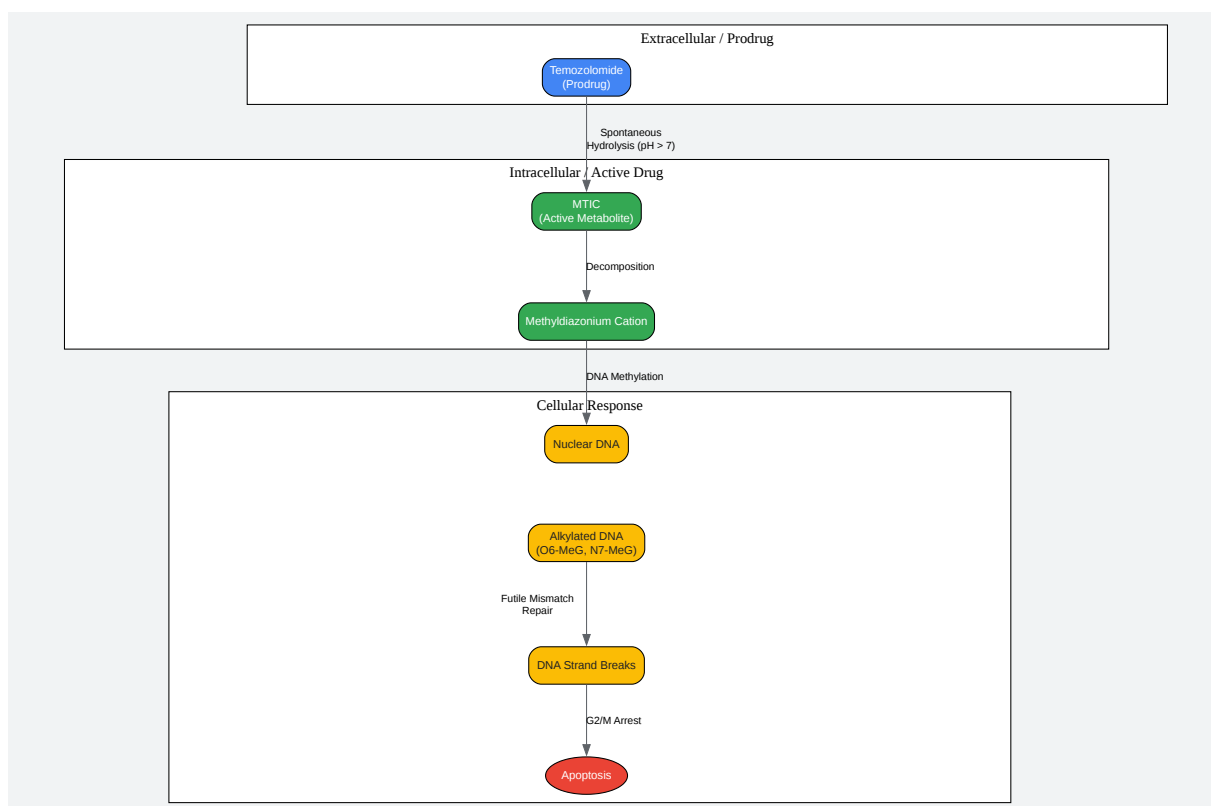 Extracellular / Prodrug
Temozolomide
(Prodrug)
Spontaneous
Hydrolysis (pH > 7)
Intracellular / Active Drug
MTIC
(Active Metabolite)
Decomposition
Methyldiazonium Cation
DNA Methylation
Cellular Response
Nuclear DNA
Alkylated DNA
(O6-MeG, N7-MeG)
Futile Mismatch
Repair
DNA Strand Breaks
G2/M Arrest
Apoptosis